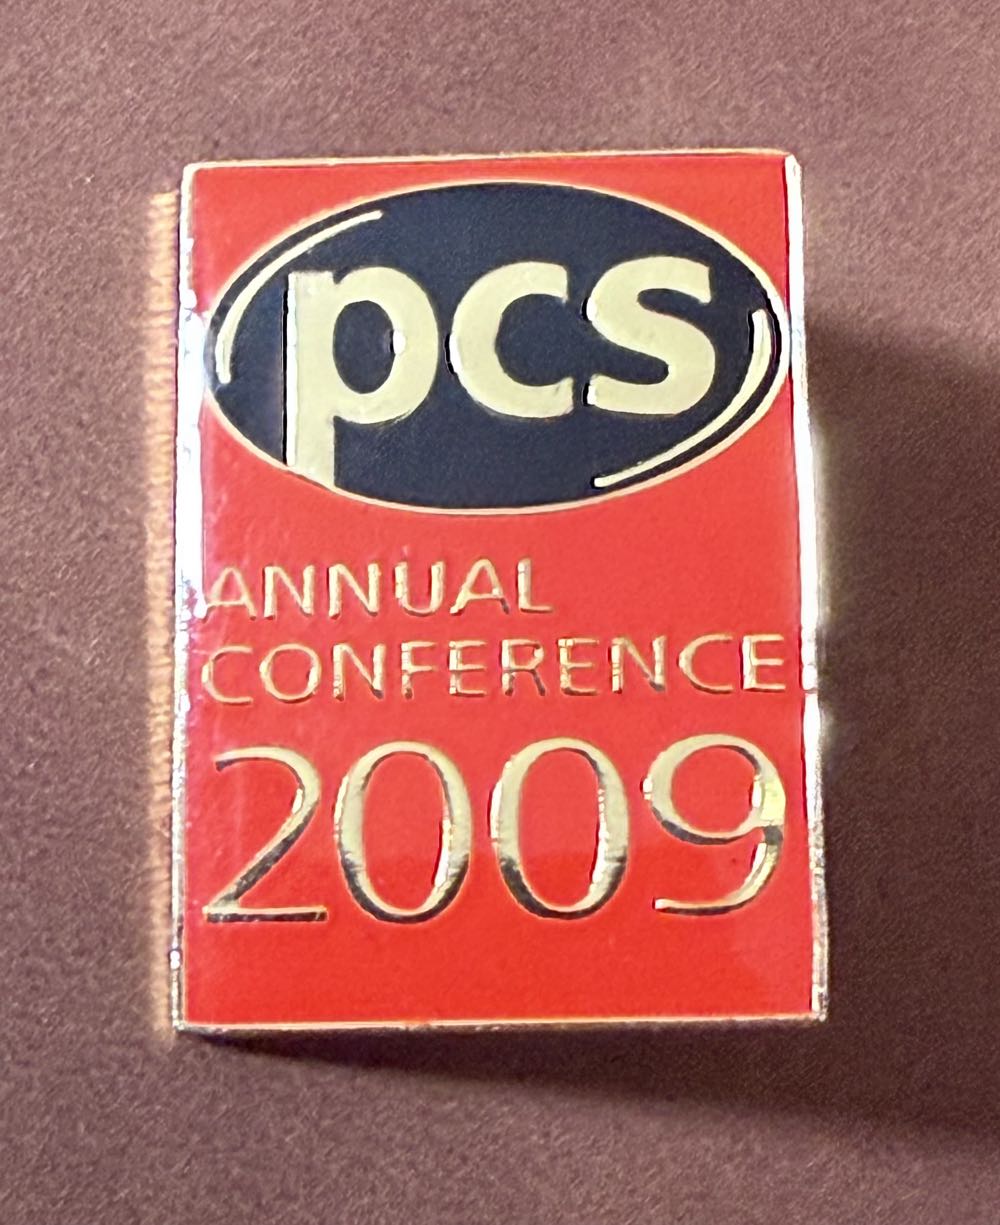 pcs
ANNUAL
CONFERENCE
2009